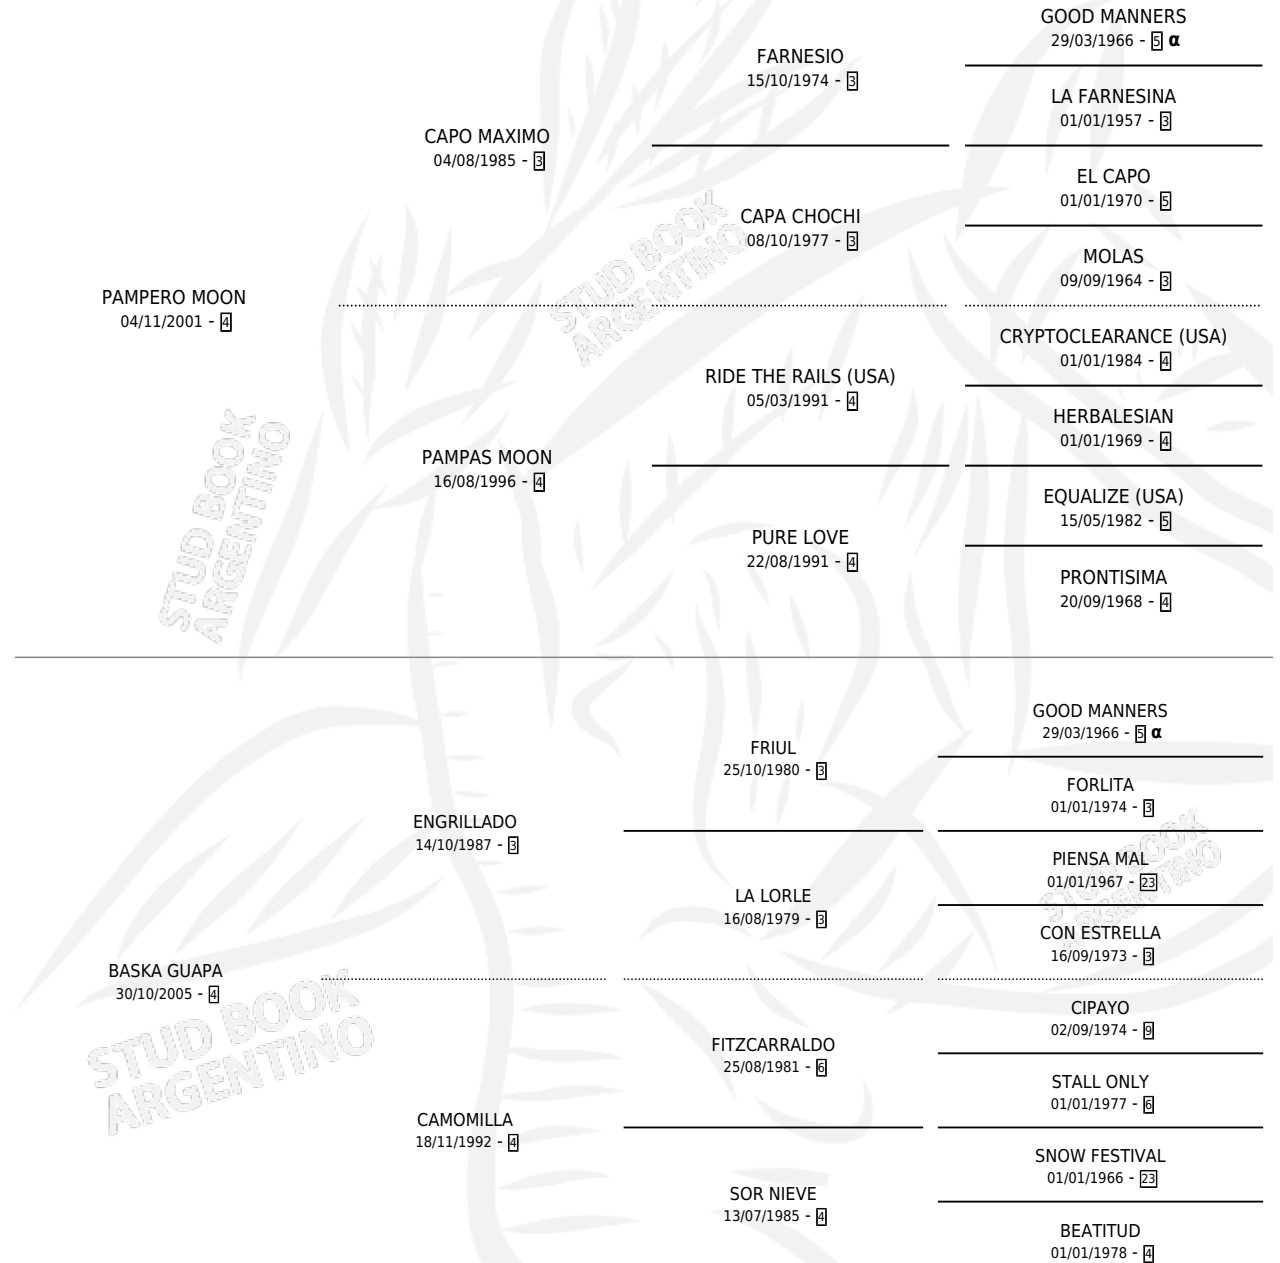 GOOD MANNERS
29/03/1966 - 5 α
FARNESIO
15/10/1974 - 3
LA FARNESINA
01/01/1957 - 3
CAPO MAXIMO
04/08/1985 - 3
EL CAPO
01/01/1970 - 5
CAPA CHOCHI
08/10/1977 - 3
MOLAS
09/09/1964 - 3
STUD BOOK
ARGENTINO
PAMPERO MOON
04/11/2001 - 4
CRYPTOCLEARANCE (USA)
01/01/1984 - 4
RIDE THE RAILS (USA)
05/03/1991 - 4
HERBALESIAN
01/01/1969 - 4
PAMPAS MOON
16/08/1996 - 4
EQUALIZE (USA)
15/05/1982 - 5
PURE LOVE
22/08/1991 - 4
PRONTISIMA
20/09/1968 - 4
STUD BOOK
ARGENTINO
GOOD MANNERS
29/03/1966 - 5 α
FRIUL
25/10/1980 - 3
FORLITA
01/01/1974 - 3
ENGRILLADO
14/10/1987 - 3
PIENSA MAL
01/01/1967 - 23
LA LORLE
16/08/1979 - 3
CON ESTRELLA
16/09/1973 - 3
STUD BOOK
ARGENTINO
BASKA GUAPA
30/10/2005 - 4
CIPAYO
02/09/1974 - 9
FITZCARRALDO
25/08/1981 - 6
STALL ONLY
01/01/1977 - 6
STUD BOOK
ARGENTINO
CAMOMILLA
18/11/1992 - 4
SNOW FESTIVAL
01/01/1966 - 23
SOR NIEVE
13/07/1985 - 4
BEATITUD
01/01/1978 - 4